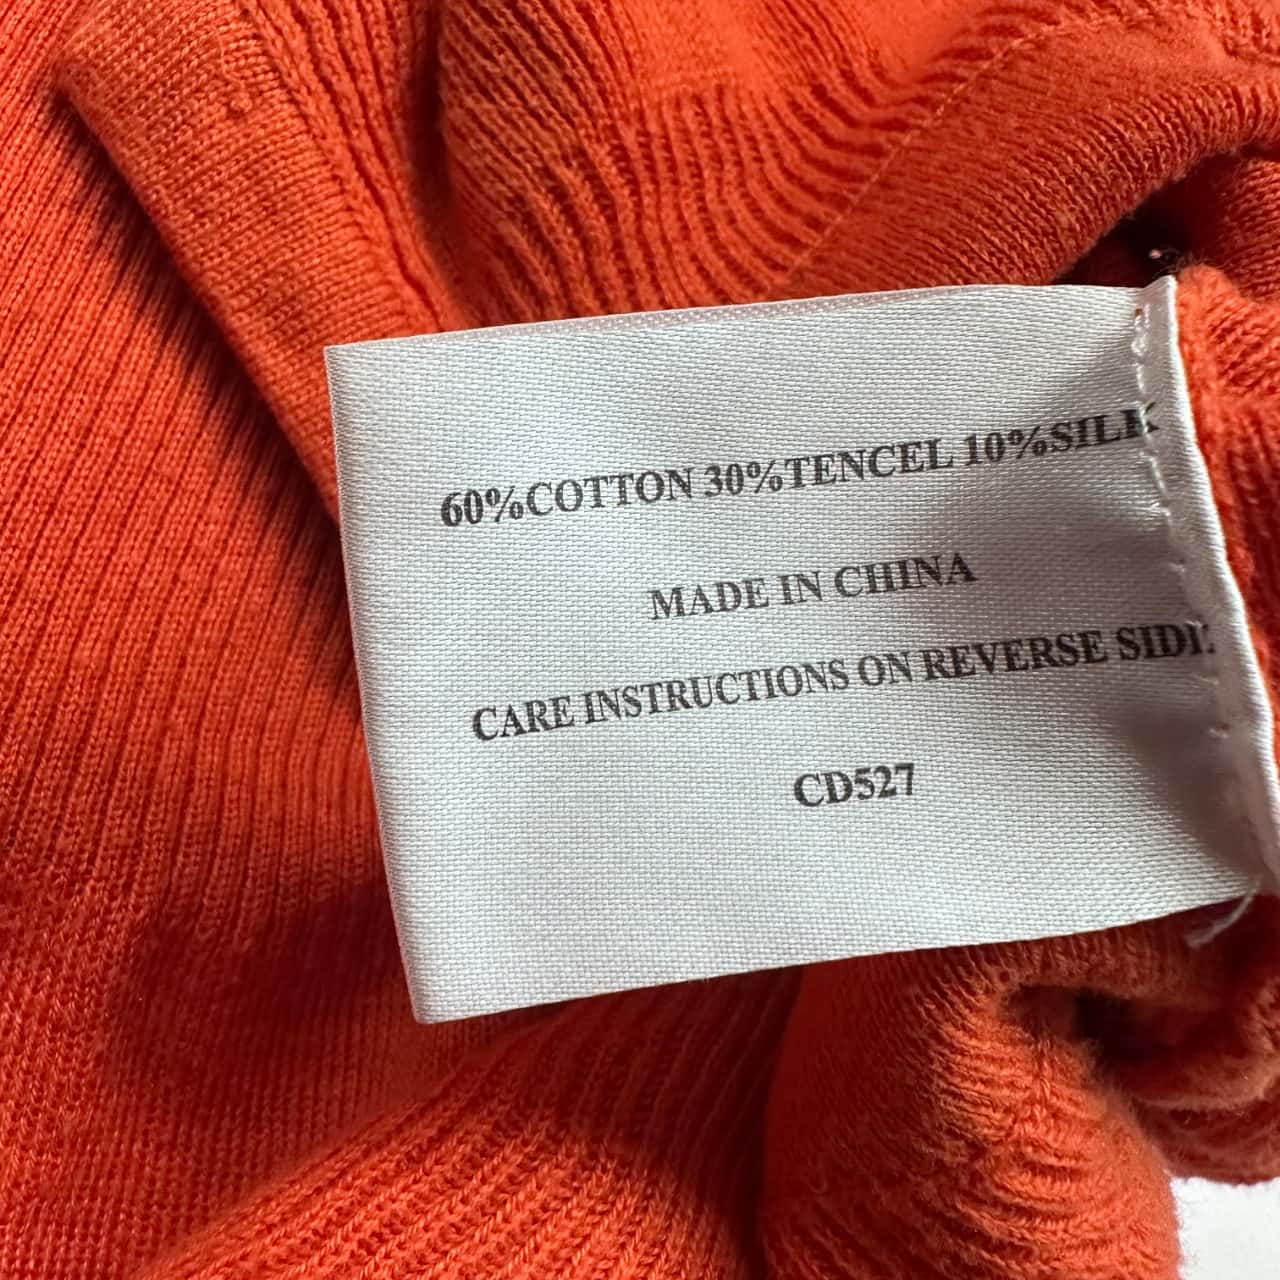 60%COTTON 30%TENCEL 10%SILK
MADE IN CHINA
CARE INSTRUCTIONS ON REVERSE SIDE
CD527